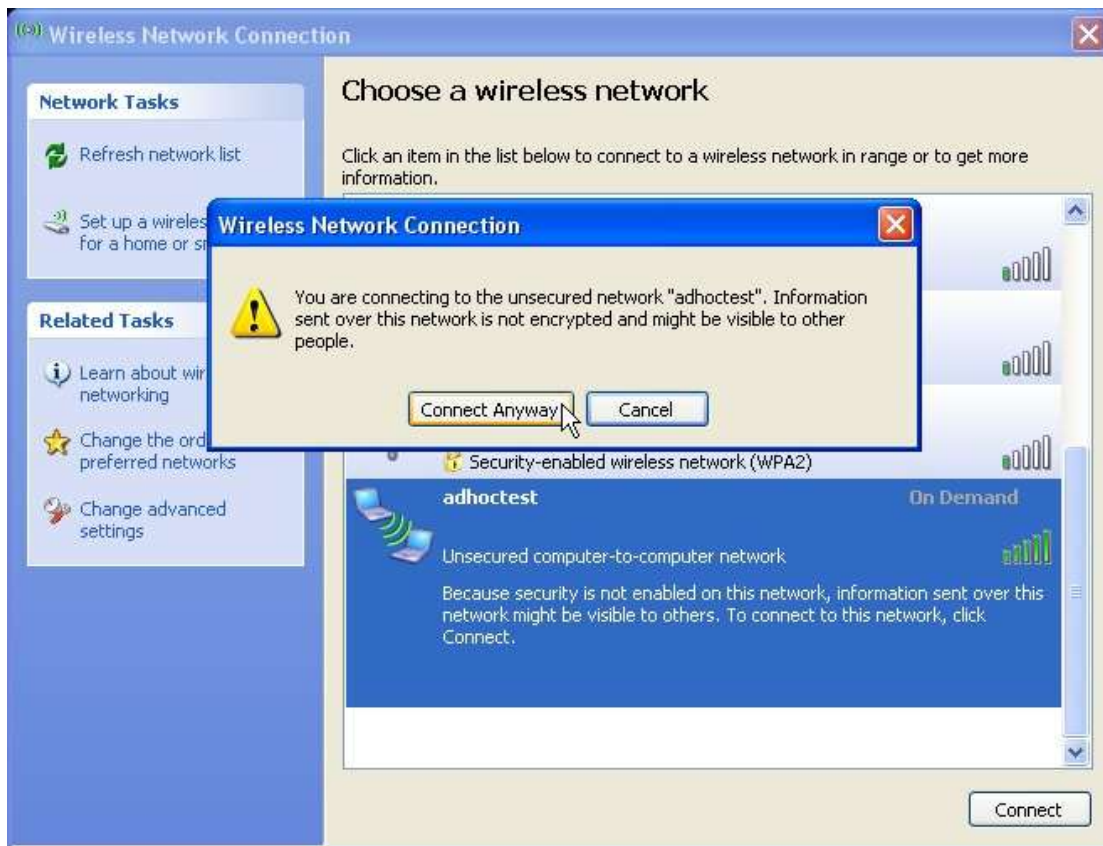 Wireless Network Connection
Network Tasks
Refresh network list
Set up a wireles
for a home or
Related Tasks
Learn about
networking
Change the
preferred networks
Change advanced
settings
Choose a wireless network
Click an item in the list below to connect to a wireless network in range or to get more
information.
Wireless Network Connection
You are connecting to the unsecured network "adhoctest". Information
sent over this network is not encrypted and might be visible to other
people.
Connect Anyway
Cancel
Security-enabled wireless network (WPA2)
adhoctest
On Demand
Unsecured computer-to-computer network
Because security is not enabled on this network, information sent over this
network might be visible to others. To connect to this network, click
Connect.
Connect